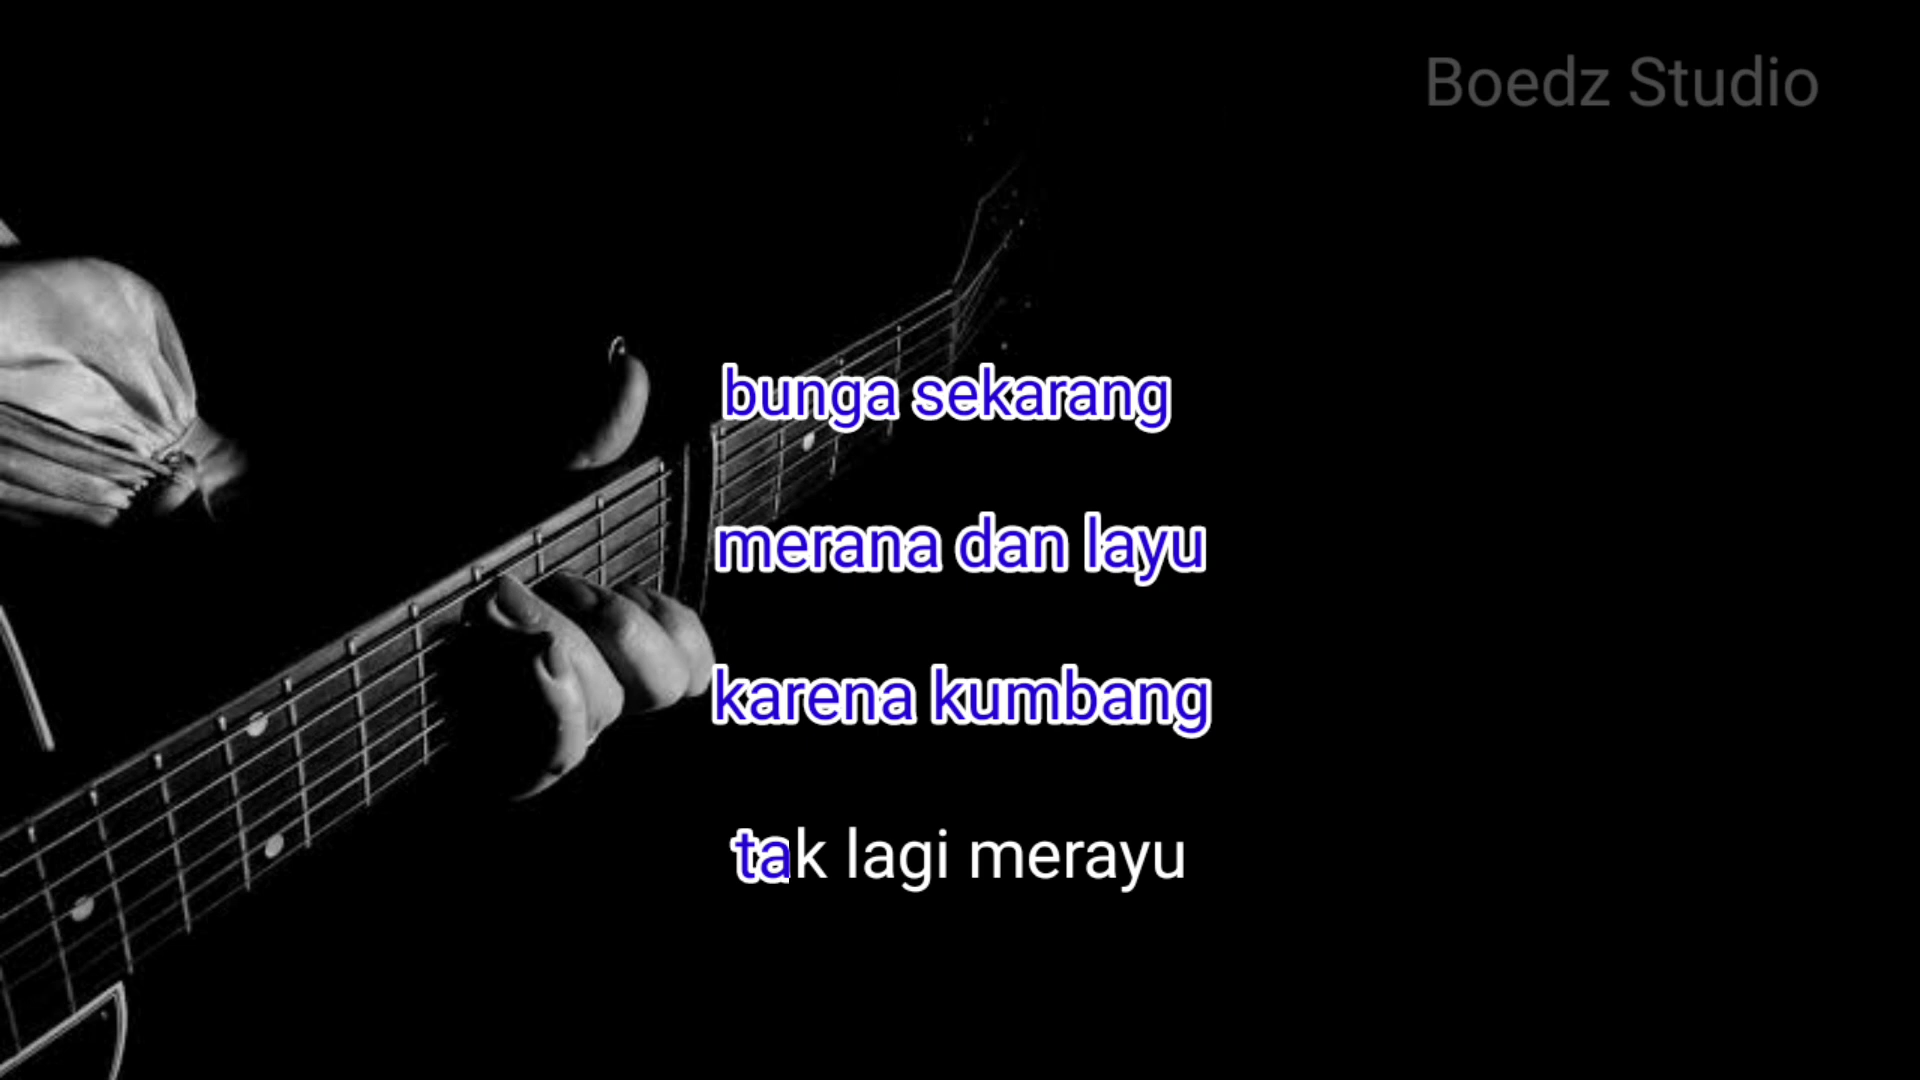 Boedz Studio
bunga sekarang
merana dan layu
karena kumbang
tak lagi merayu